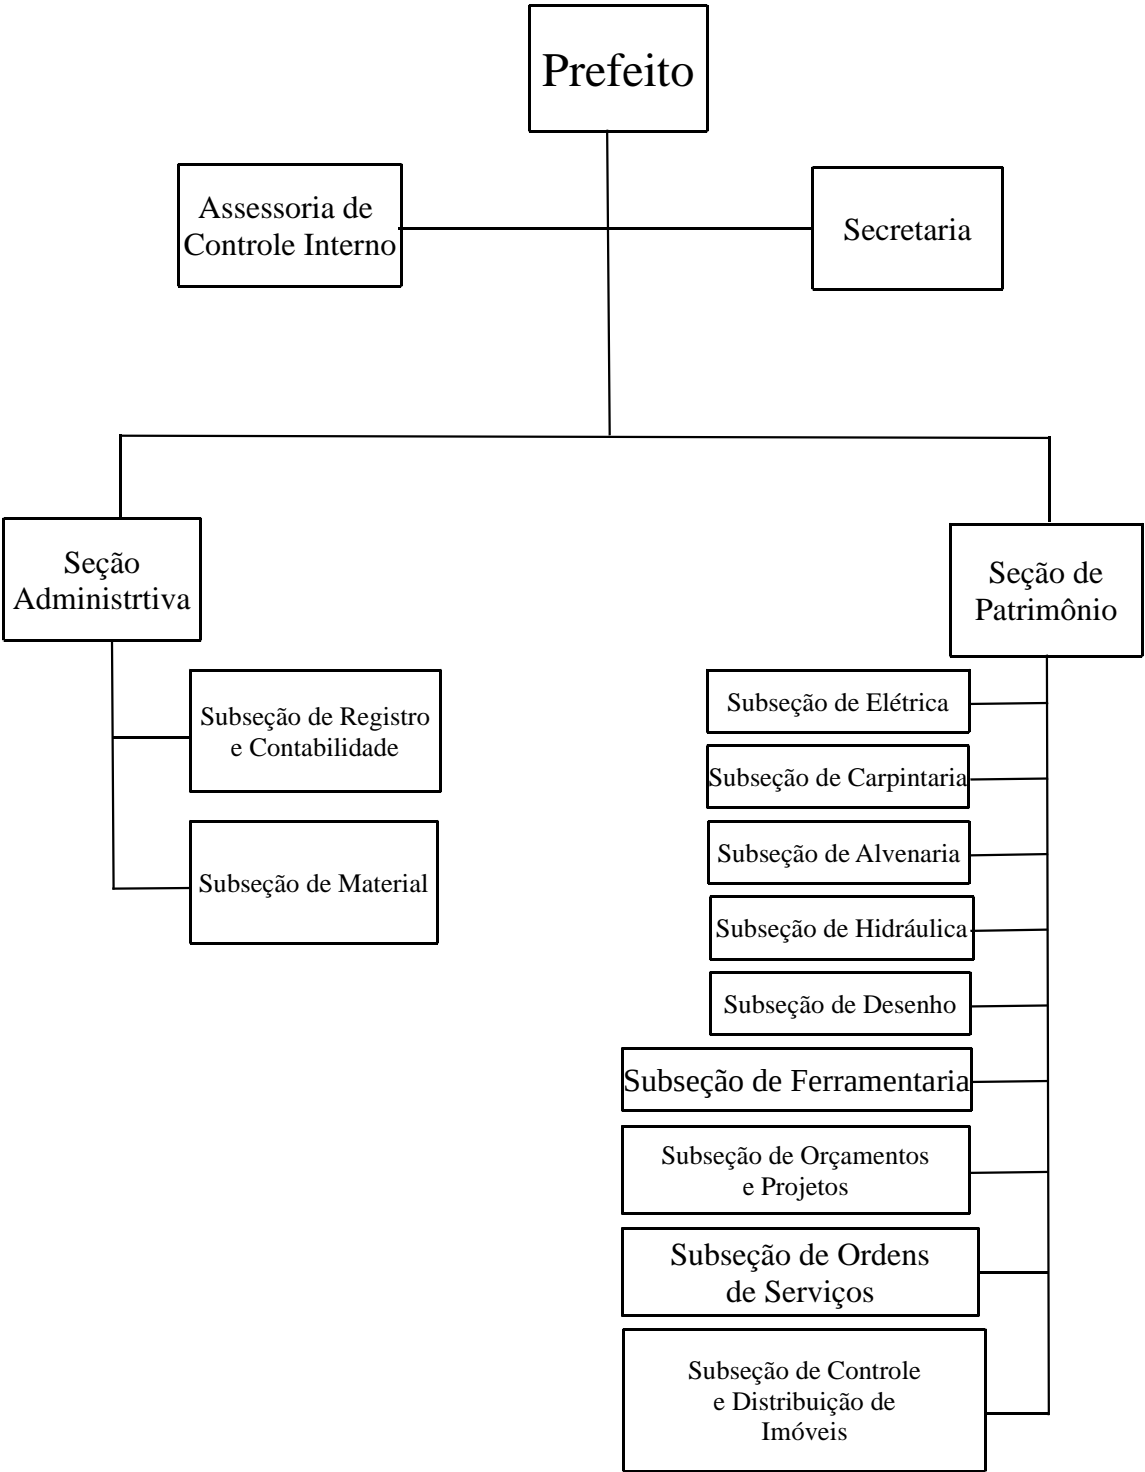 Prefeito
Assessoria de
Controle Interno
Secretaria
Seção
Administrtiva
Seção de
Patrimônio
Subseção de Registro
e Contabilidade
Subseção de Material
Subseção de Elétrica
Subseção de Carpintaria
Subseção de Alvenaria
Subseção de Hidráulica
Subseção de Desenho
Subseção de Ferramentaria
Subseção de Orçamentos
e Projetos
Subseção de Ordens
de Serviços
Subseção de Controle
e Distribuição de
Imóveis